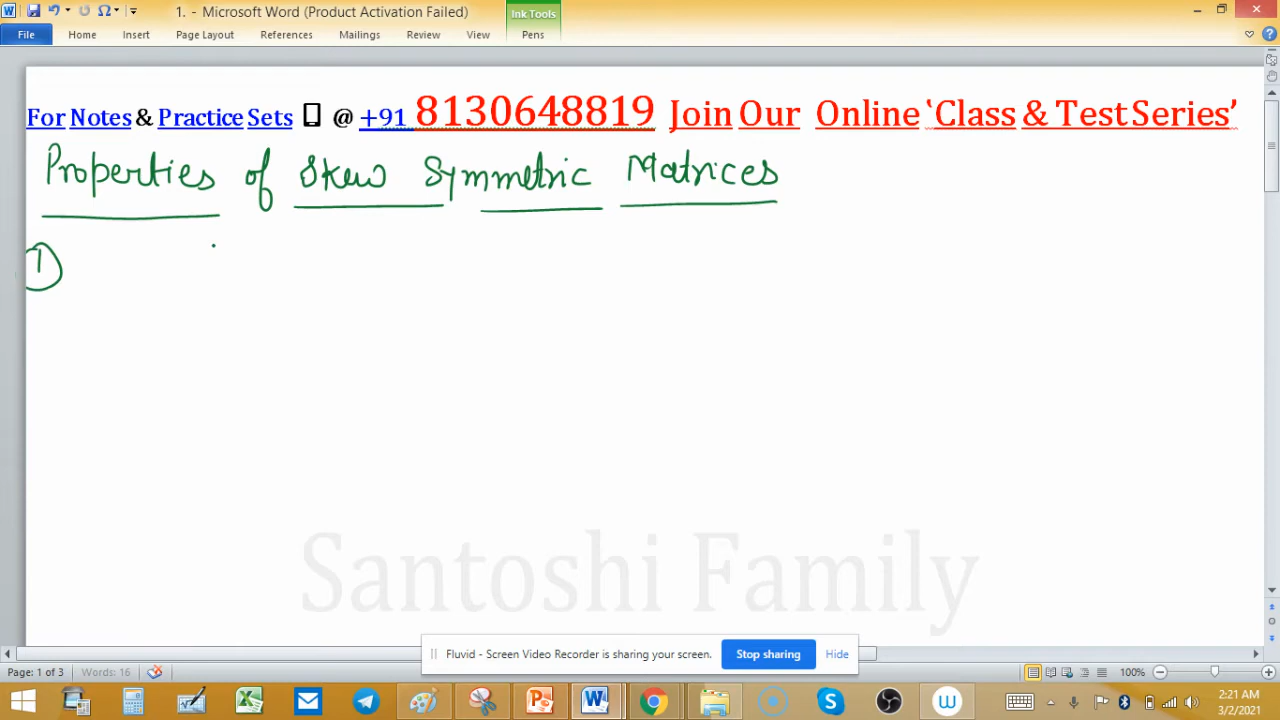 1. - Microsoft Word (Product Activation Failed)
Ink Tools
File Home Insert Page Layout References Mailings Review View Pens
For Notes & Practice Sets @ +91 8130648819 Join Our Online ‛Class & Test Series’
Properties of Skew Symmetric Matrices
1
Santoshi Family
Fluvid - Screen Video Recorder is sharing your screen. Stop sharing Hide
Page: 1 of 3 Words: 16 100%
2:21 AM
3/2/2021